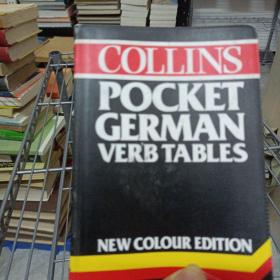 COLLINS
POCKET
GERMAN
VERB TABLES
NEW COLOUR EDITION